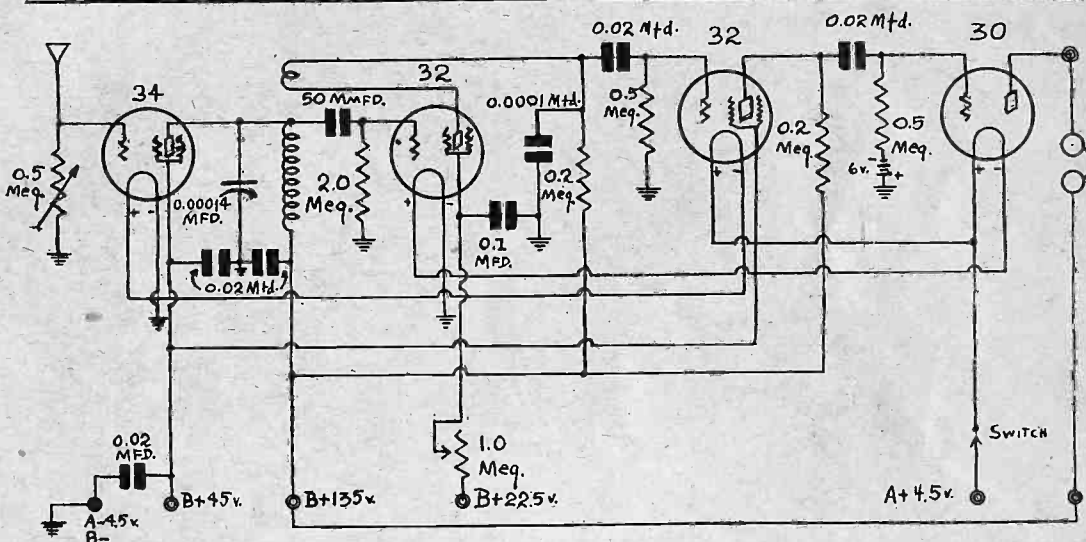 0.02 Mfd.
32
0.02 Mfd.
30
34
50 MMFD.
32
0.0001 Mfd.
0.5
Meg.
0.5
Meg.
0.00014
MFD.
2.0
Meg.
0.2
Meg.
0.2
Meg.
0.5
Meg.
6v. - +
+ -
+ -
+ -
+ -
0.1
MFD.
0.02 Mfd.
0.02
MFD.
1.0
Meg.
SWITCH
A-4.5v.
B-
B+45v.
B+135v.
B+22.5v.
A+4.5v.